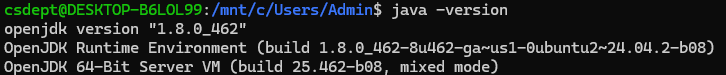 csdept@DESKTOP-B6LOL99:/mnt/c/Users/Admin$ java -version
openjdk version "1.8.0_462"
OpenJDK Runtime Environment (build 1.8.0_462-8u462-ga~us1-0ubuntu2~24.04.2-b08)
OpenJDK 64-Bit Server VM (build 25.462-b08, mixed mode)